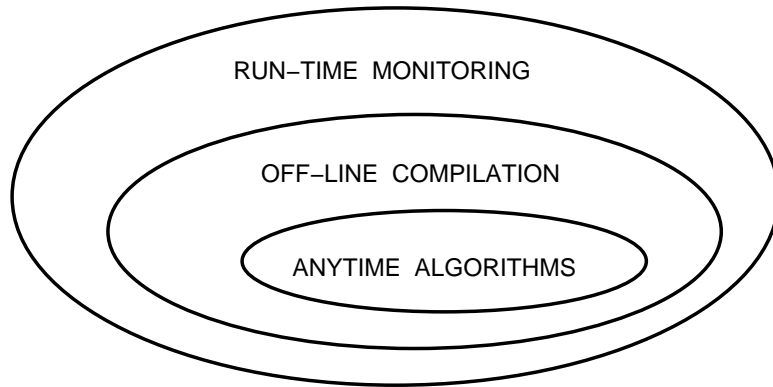 RUN–TIME MONITORING
OFF–LINE COMPILATION
ANYTIME ALGORITHMS